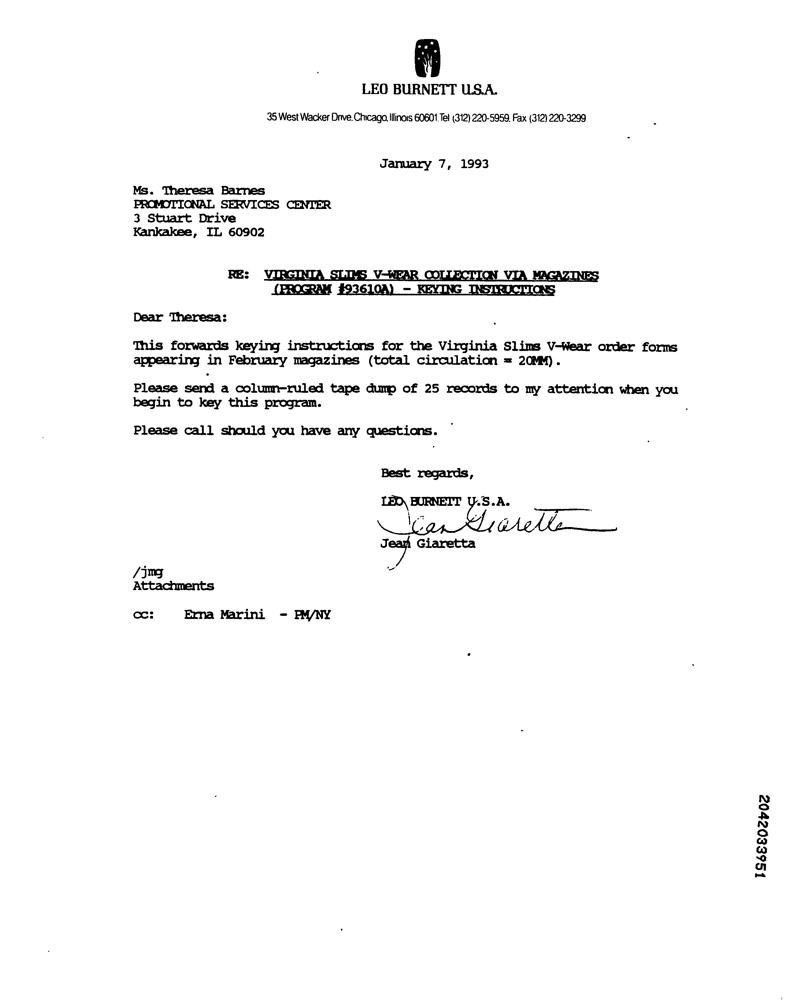 LEO BURNETT U.S.A.
35 West Wacker Drive, Chicago, Illinois 60601. Tel (312) 220-5959. Fax (312) 220-3299
January 7, 1993
Ms. Theresa Barnes
PROMOTIONAL SERVICES CENTER
3 Stuart Drive
Kankakee, IL 60902
RE: VIRGINIA SLIMS V-WEAR COLLECTION VIA MAGAZINES
(PROGRAM #93610A) - KEYING INSTRUCTIONS
Dear Theresa:
This forwards keying instructions for the Virginia Slims V-Wear order forms
appearing in February magazines (total circulation = 20MM).
Please send a column-ruled tape dump of 25 records to my attention when you
begin to key this program.
Please call should you have any questions.
Best regards,
LEO BURNETT U.S.A.
Jean Giaretta
Jean Giaretta
/jmg
Attachments
cc: Erna Marini - PM/NY
2042033951